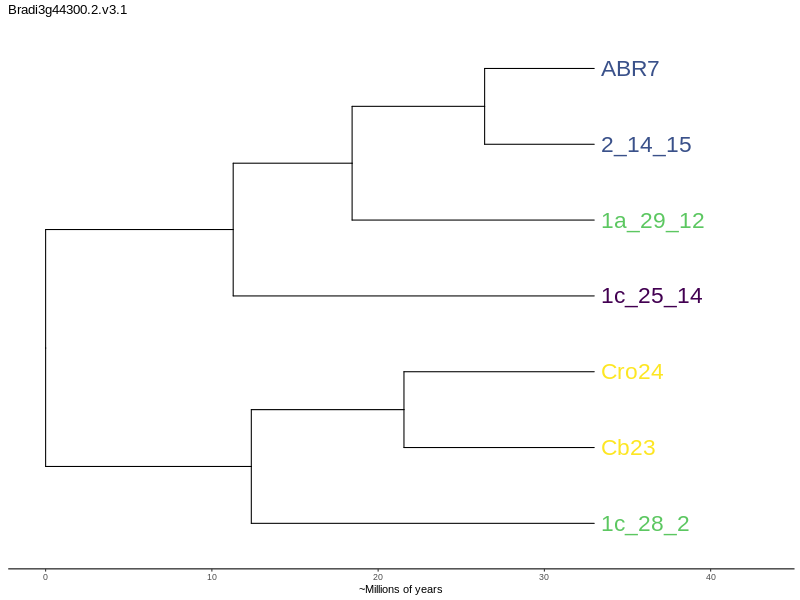 Bradi3g44300.2.v3.1
ABR7
2_14_15
1a_29_12
1c_25_14
Cro24
Cb23
1c_28_2
0 10 20 30 40
~Millions of years